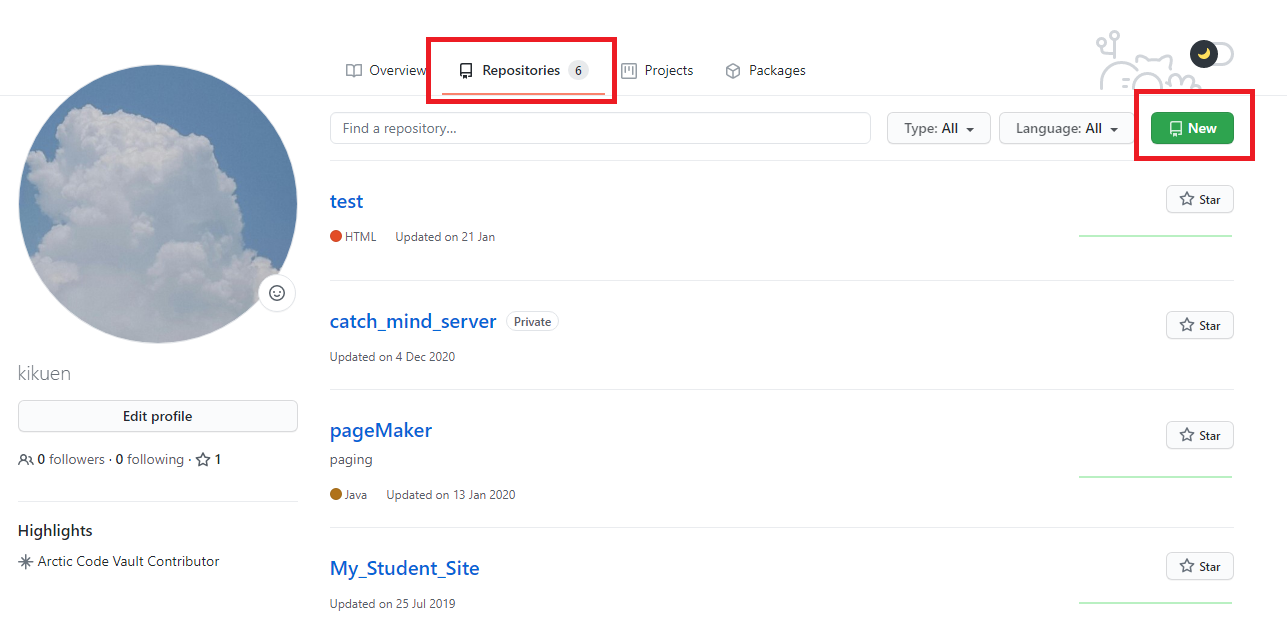 Overview Repositories 6 Projects Packages
Find a repository... Type: All Language: All New
test Star
HTML Updated on 21 Jan
catch_mind_server Private Star
Updated on 4 Dec 2020
kikuen
Edit profile
0 followers · 0 following · 1
Highlights
Arctic Code Vault Contributor
pageMaker Star
paging
Java Updated on 13 Jan 2020
My_Student_Site Star
Updated on 25 Jul 2019